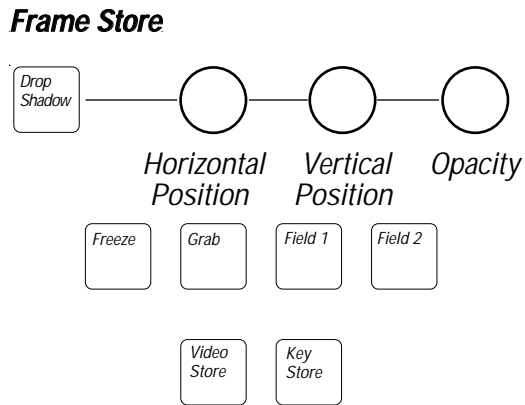 Frame Store
Drop
Shadow
Horizontal
Position
Vertical
Position
Opacity
Freeze
Grab
Field 1
Field 2
Video
Store
Key
Store